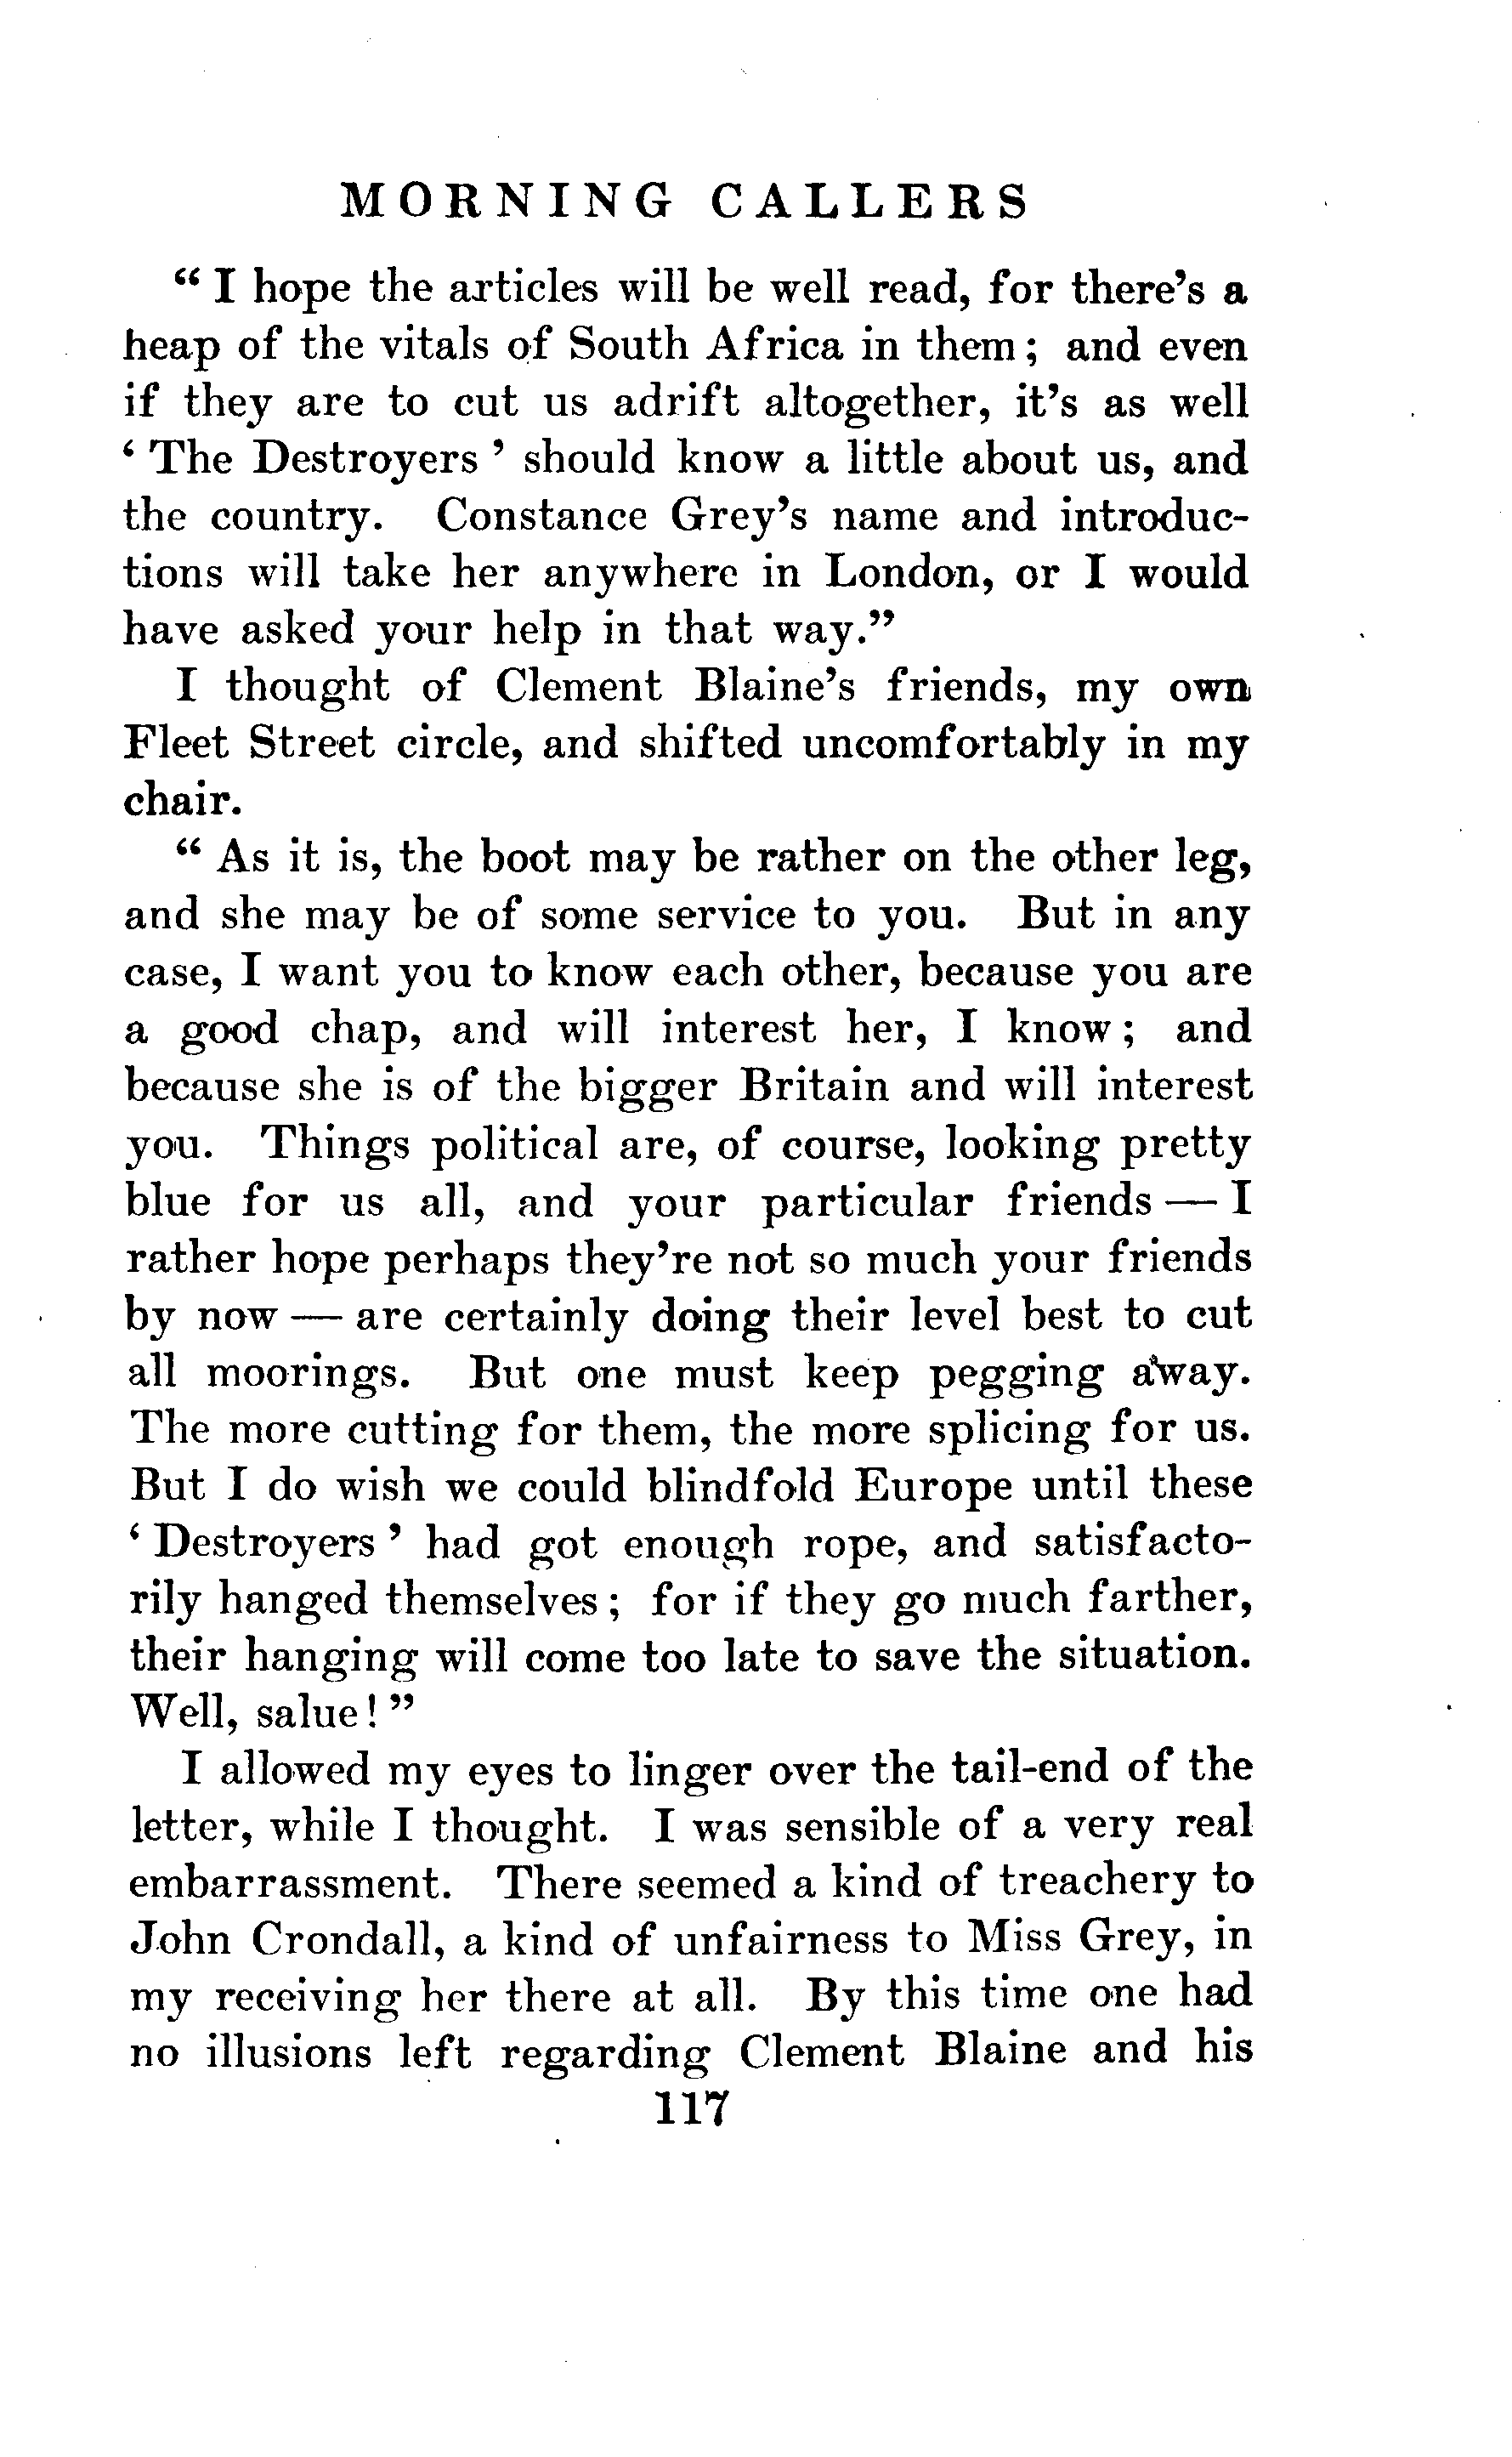 MORNING CALLERS
“ I hope the articles will be well read, for there’s a
heap of the vitals of South Africa in them ; and even
if they are to cut us adrift altogether, it’s as well
‘ The Destroyers ’ should know a little about us, and
the country. Constance Grey’s name and introduc-
tions will take her anywhere in London, or I would
have asked your help in that way.”
I thought of Clement Blaine’s friends, my own
Fleet Street circle, and shifted uncomfortably in my
chair.
“ As it is, the boot may be rather on the other leg,
and she may be of some service to you. But in any
case, I want you to know each other, because you are
a good chap, and will interest her, I know ; and
because she is of the bigger Britain and will interest
you. Things political are, of course, looking pretty
blue for us all, and your particular friends — I
rather hope perhaps they’re not so much your friends
by now — are certainly doing their level best to cut
all moorings. But one must keep pegging away.
The more cutting for them, the more splicing for us.
But I do wish we could blindfold Europe until these
‘ Destroyers ’ had got enough rope, and satisfacto-
rily hanged themselves ; for if they go much farther,
their hanging will come too late to save the situation.
Well, salue ! ”
I allowed my eyes to linger over the tail-end of the
letter, while I thought. I was sensible of a very real
embarrassment. There seemed a kind of treachery to
John Crondall, a kind of unfairness to Miss Grey, in
my receiving her there at all. By this time one had
no illusions left regarding Clement Blaine and his
117